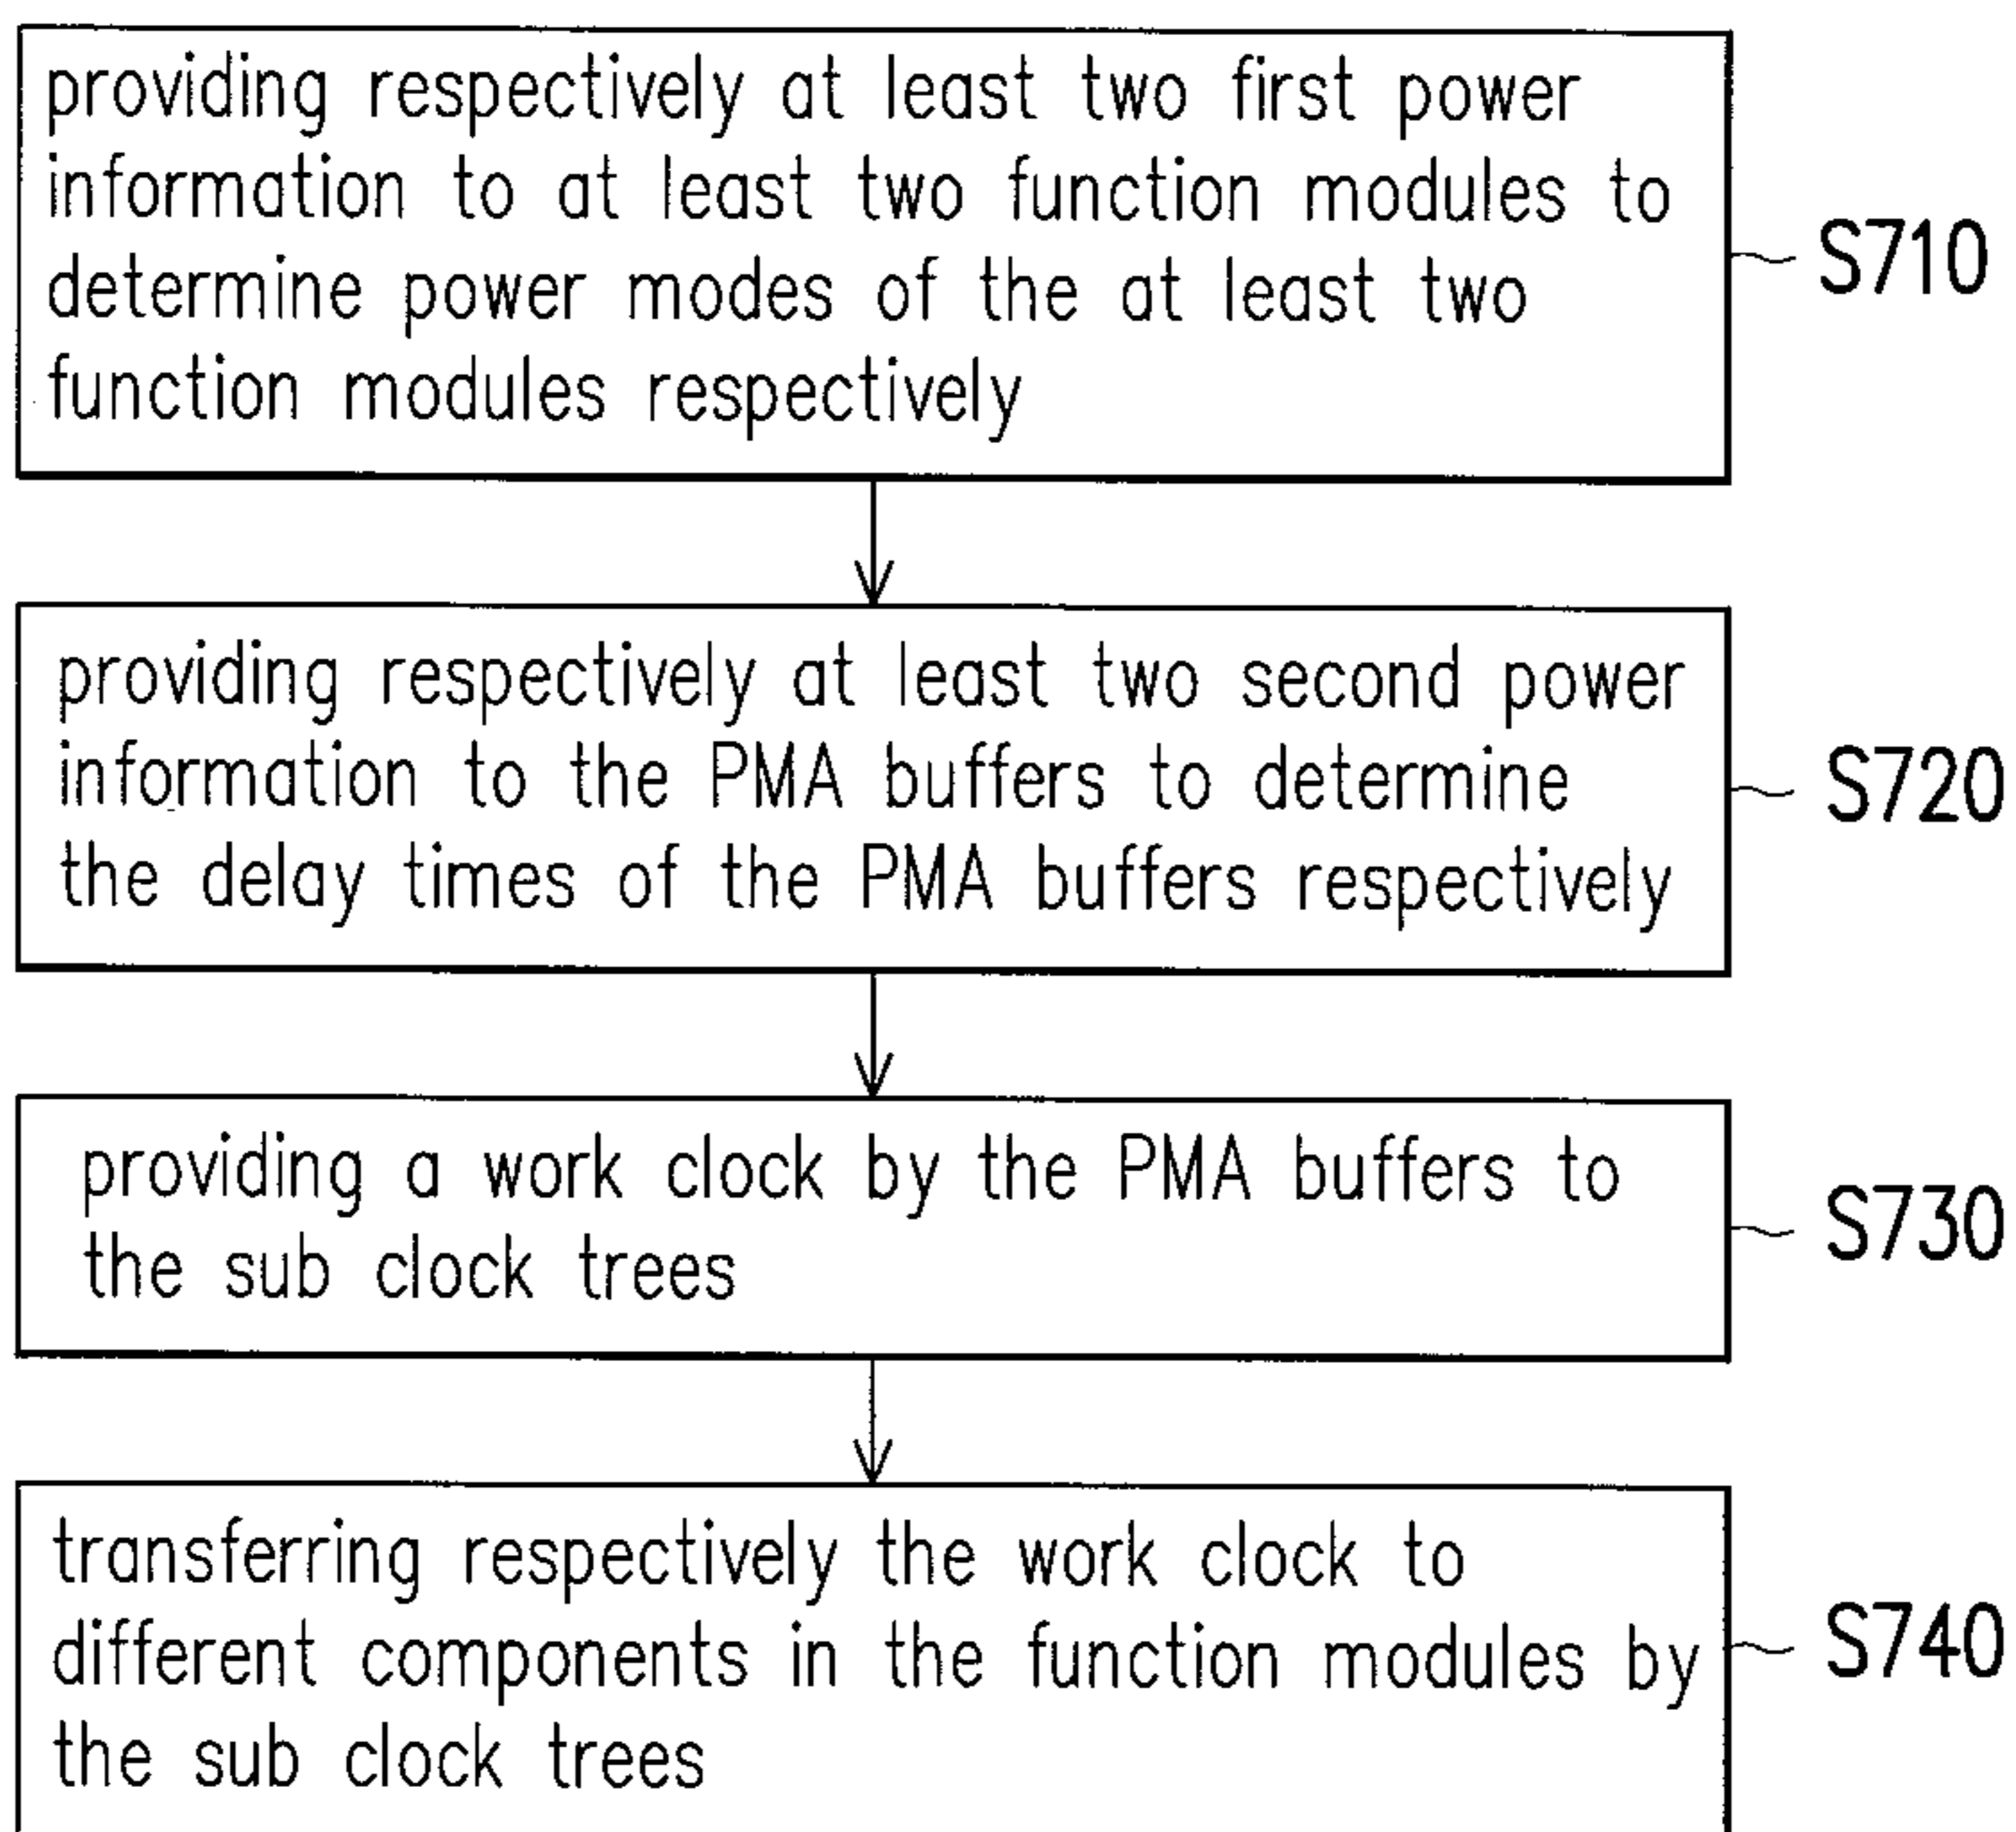 providing respectively at least two first power
information to at least two function modules to
determine power modes of the at least two
function modules respectively
S710
providing respectively at least two second power
information to the PMA buffers to determine
the delay times of the PMA buffers respectively
S720
providing a work clock by the PMA buffers to
the sub clock trees
S730
transferring respectively the work clock to
different components in the function modules by
the sub clock trees
S740